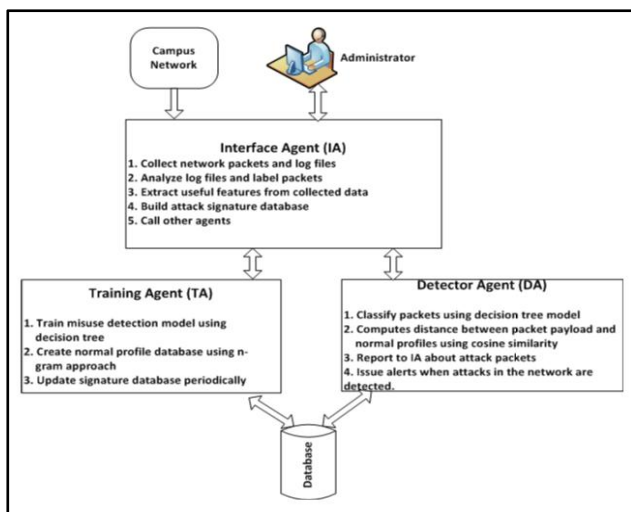 Campus
Network
Administrator
Interface Agent (IA)
1. Collect network packets and log files
2. Analyze log files and label packets
3. Extract useful features from collected data
4. Build attack signature database
5. Call other agents
Training Agent (TA)
1. Train misuse detection model using
decision tree
2. Create normal profile database using n-
gram approach
3. Update signature database periodically
Detector Agent (DA)
1. Classify packets using decision tree model
2. Computes distance between packet payload and
normal profiles using cosine similarity
3. Report to IA about attack packets
4. Issue alerts when attacks in the network are
detected.
Database